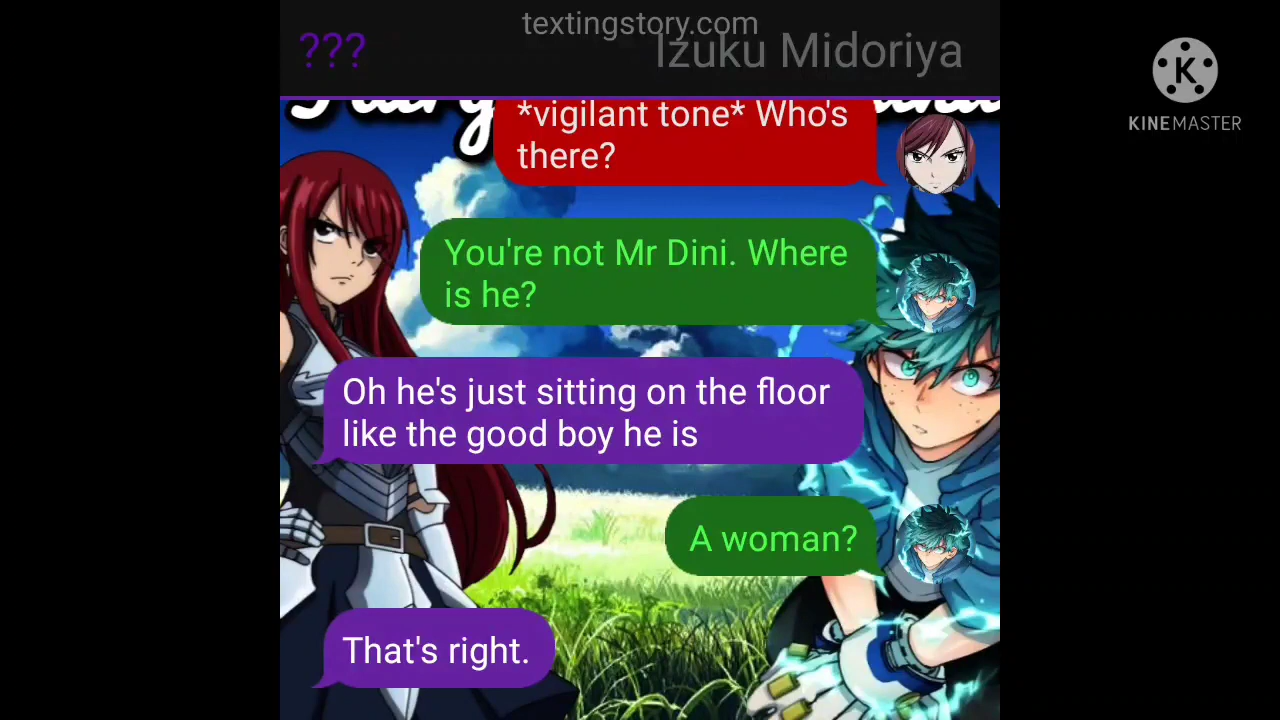 textingstory.com
???
Izuku Midoriya
K
KINEMASTER
*vigilant tone* Who's
there?
You're not Mr Dini. Where
is he?
Oh he's just sitting on the floor
like the good boy he is
A woman?
That's right.